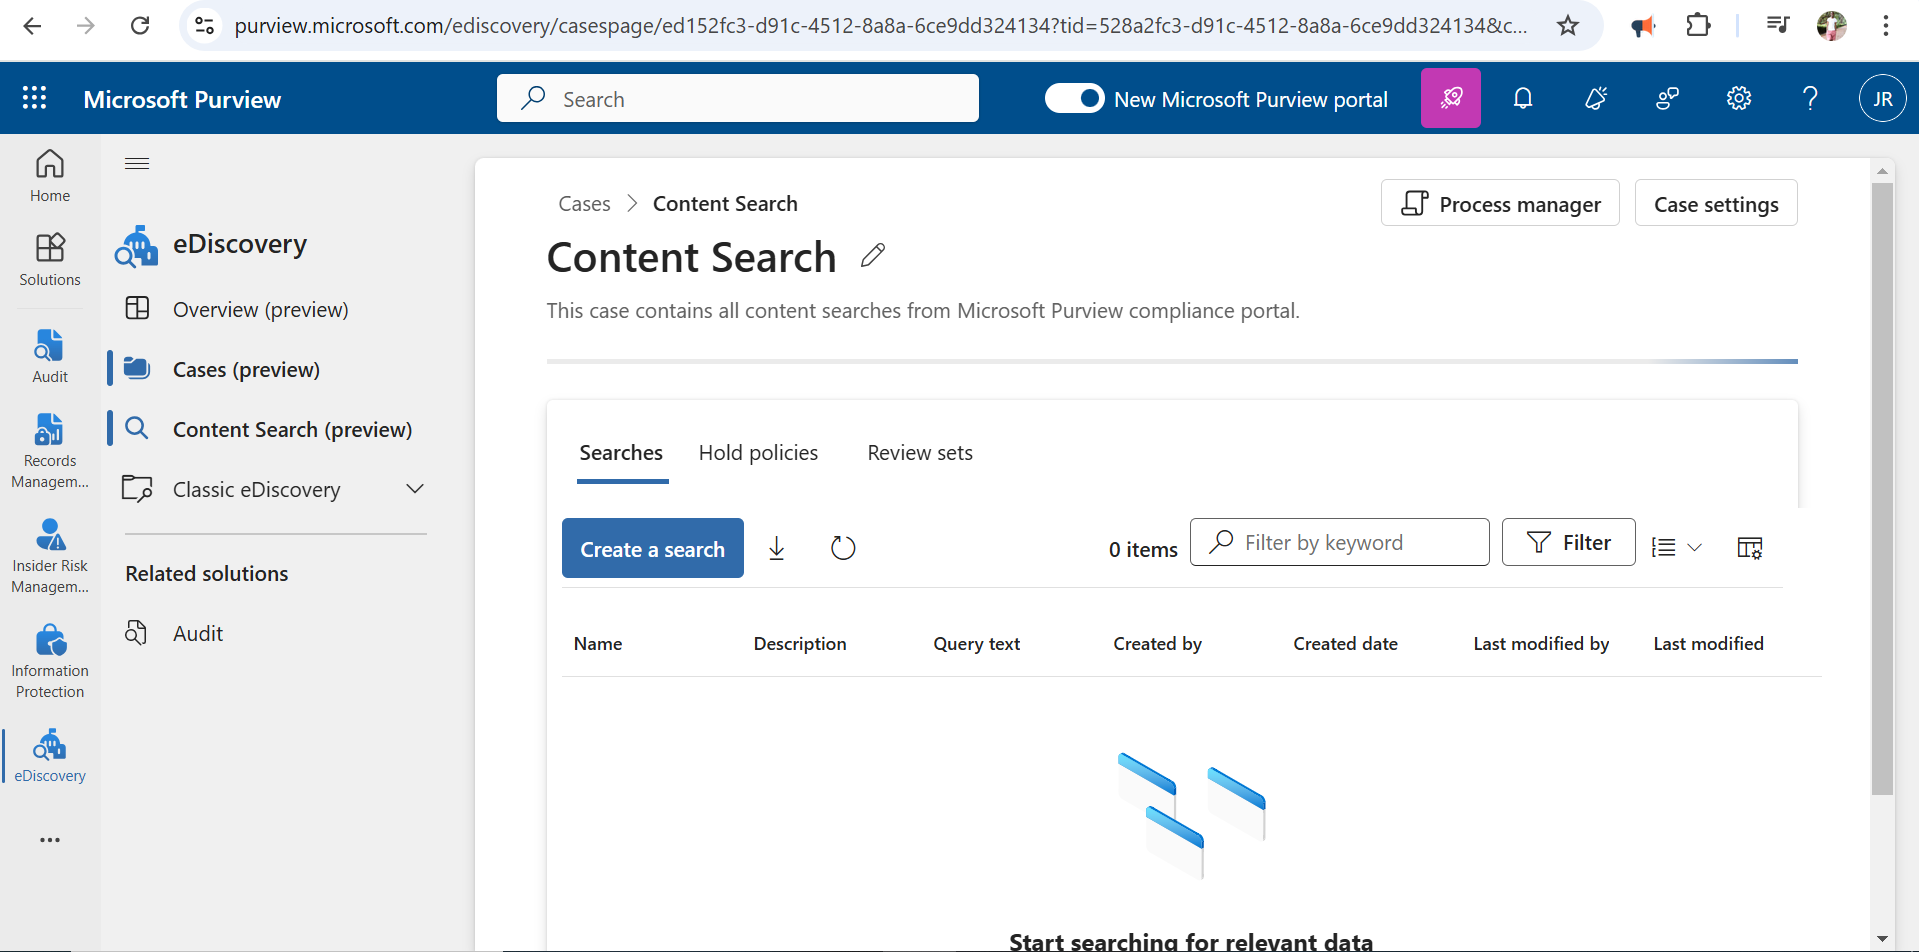 purview.microsoft.com/ediscovery/casespage/ed152fc3-d91c-4512-8a8a-6ce9dd324134?tid=528a2fc3-d91c-4512-8a8a-6ce9dd324134&c...
Microsoft Purview
Search
New Microsoft Purview portal
JR
Home
Solutions
Audit
Records
Managem...
Insider Risk
Managem...
Information
Protection
eDiscovery
eDiscovery
Overview (preview)
Cases (preview)
Content Search (preview)
Classic eDiscovery
Related solutions
Audit
Cases > Content Search
Process manager
Case settings
Content Search
This case contains all content searches from Microsoft Purview compliance portal.
Searches Hold policies Review sets
Create a search
0 items
Filter by keyword
Filter
Name Description Query text Created by Created date Last modified by Last modified
Start searching for relevant data